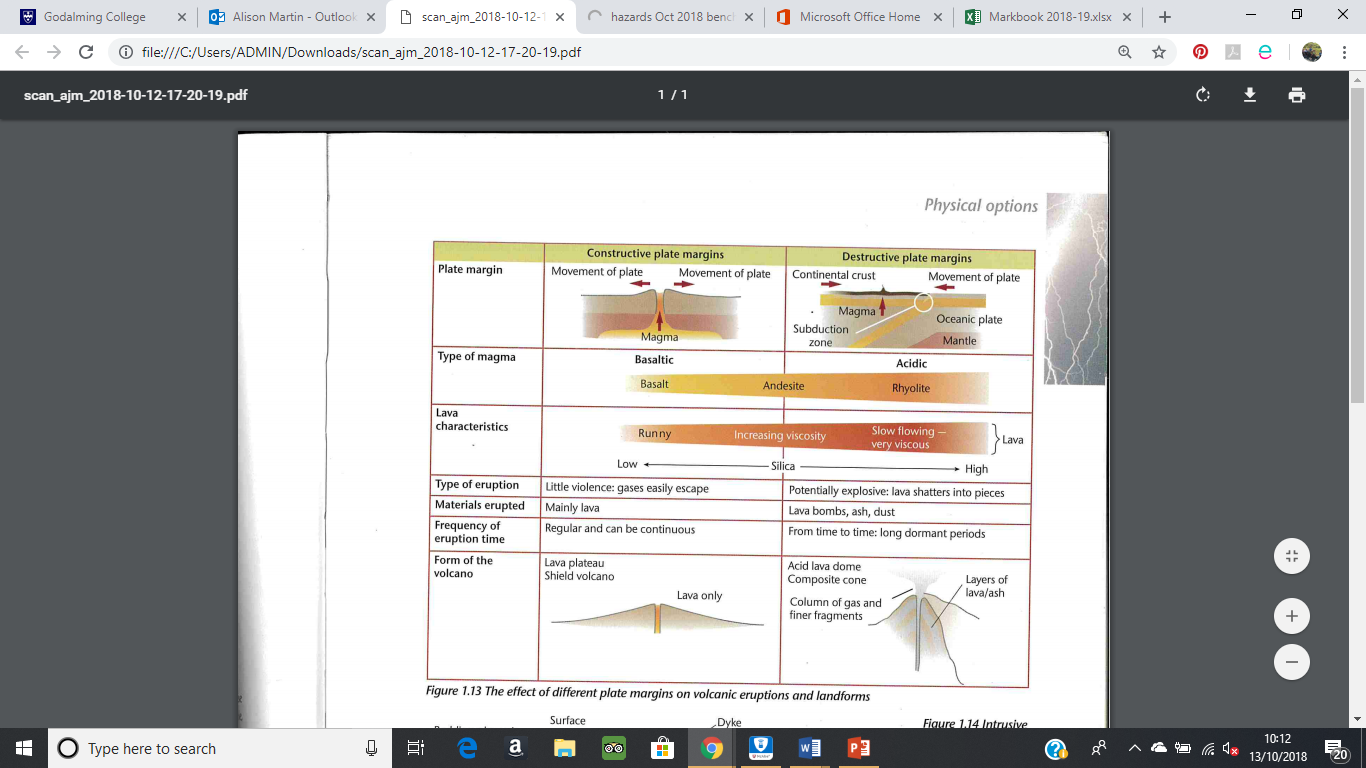 Godalming College
Alison Martin - Outlook
scan_ajm_2018-10-12-1
hazards Oct 2018 benc
Microsoft Office Home
Markbook 2018-19.xlsx
file:///C:/Users/ADMIN/Downloads/scan_ajm_2018-10-12-17-20-19.pdf
scan_ajm_2018-10-12-17-20-19.pdf
1 / 1
Physical options
Constructive plate margins
Destructive plate margins
Plate margin
Movement of plate
Movement of plate
Magma
Continental crust
Movement of plate
Magma
Oceanic plate
Subduction
zone
Mantle
Type of magma
Basaltic
Acidic
Basalt
Andesite
Rhyolite
Lava
characteristics
Runny
Increasing viscosity
Slow flowing —
very viscous
Lava
Low
Silica
High
Type of eruption
Little violence: gases easily escape
Potentially explosive: lava shatters into pieces
Materials erupted
Mainly lava
Lava bombs, ash, dust
Frequency of
eruption time
Regular and can be continuous
From time to time: long dormant periods
Form of the
volcano
Lava plateau
Shield volcano
Lava only
Acid lava dome
Composite cone
Column of gas and
finer fragments
Layers of
lava/ash
Figure 1.13 The effect of different plate margins on volcanic eruptions and landforms
Surface
Dyke
Figure 1.14 Intrusive
Type here to search
10:12
13/10/2018
20